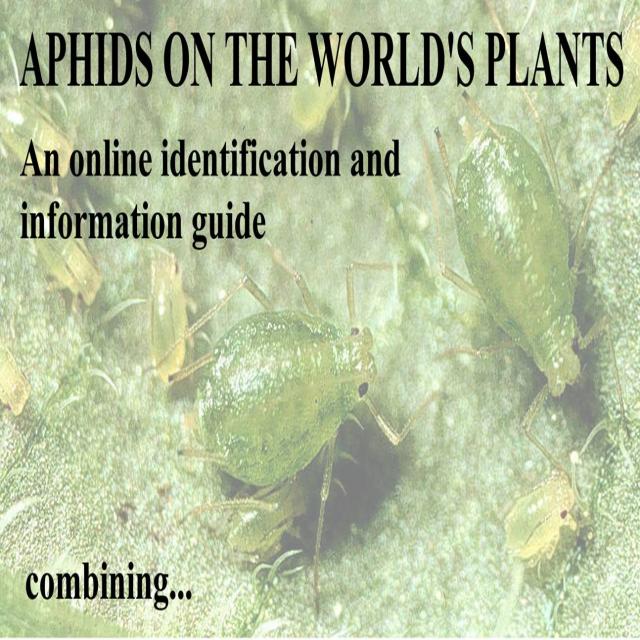 APHIDS ON THE WORLD'S PLANTS
An online identification and
information guide
combining...